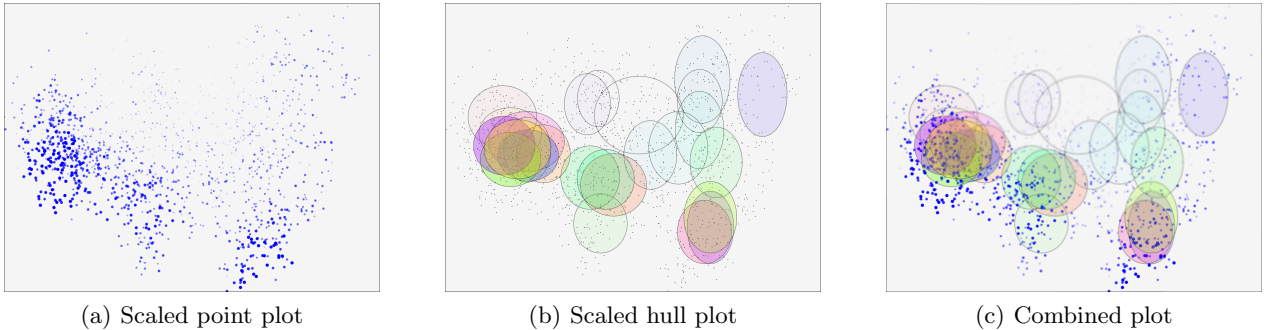 (a) Scaled point plot
(b) Scaled hull plot
(c) Combined plot